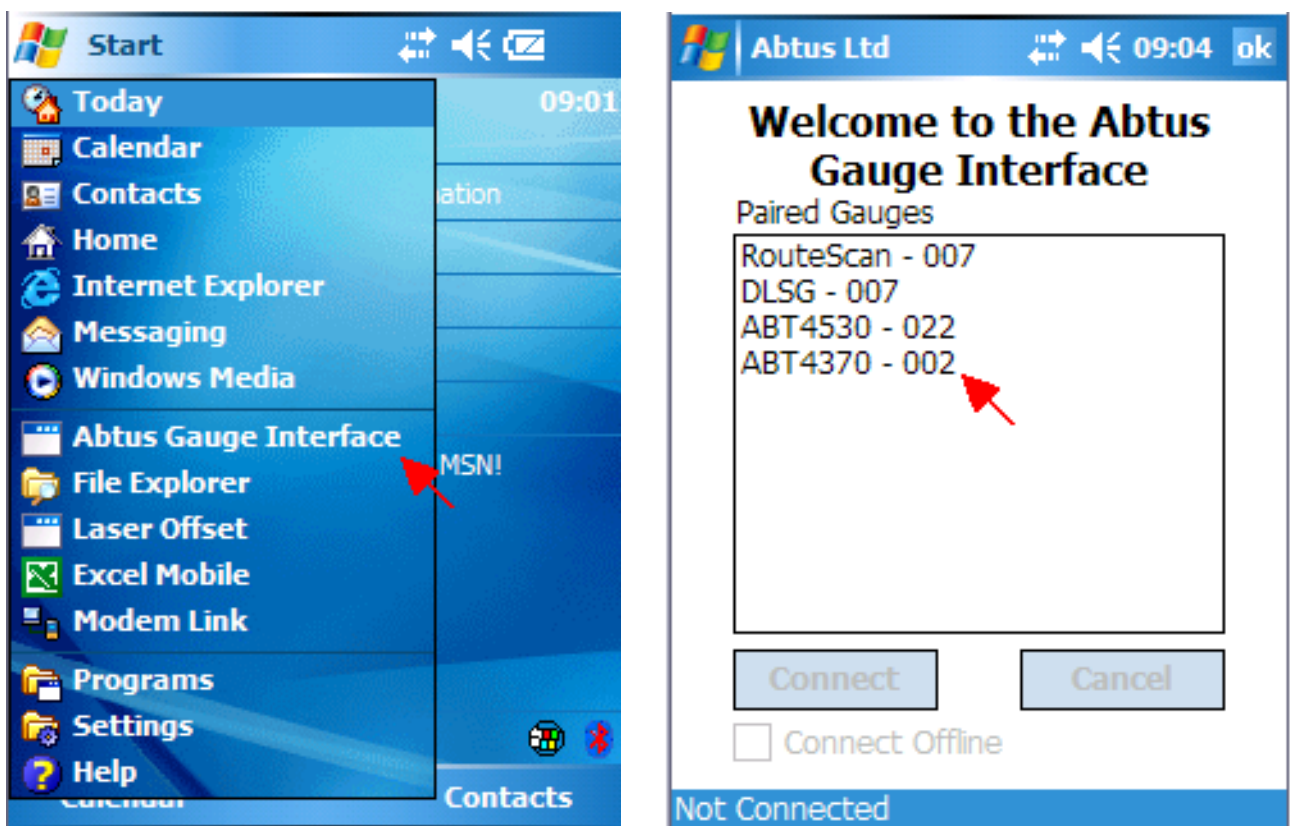 Start
Today
09:01
Calendar
Contacts
ation
Home
Internet Explorer
Messaging
Windows Media
Abtus Gauge Interface
MSN!
File Explorer
Laser Offset
Excel Mobile
Modem Link
Programs
Settings
Help
Calendar
Contacts
Abtus Ltd 09:04 ok
Welcome to the Abtus
Gauge Interface
Paired Gauges
RouteScan - 007
DLSG - 007
ABT4530 - 022
ABT4370 - 002
Connect Cancel
Connect Offline
Not Connected